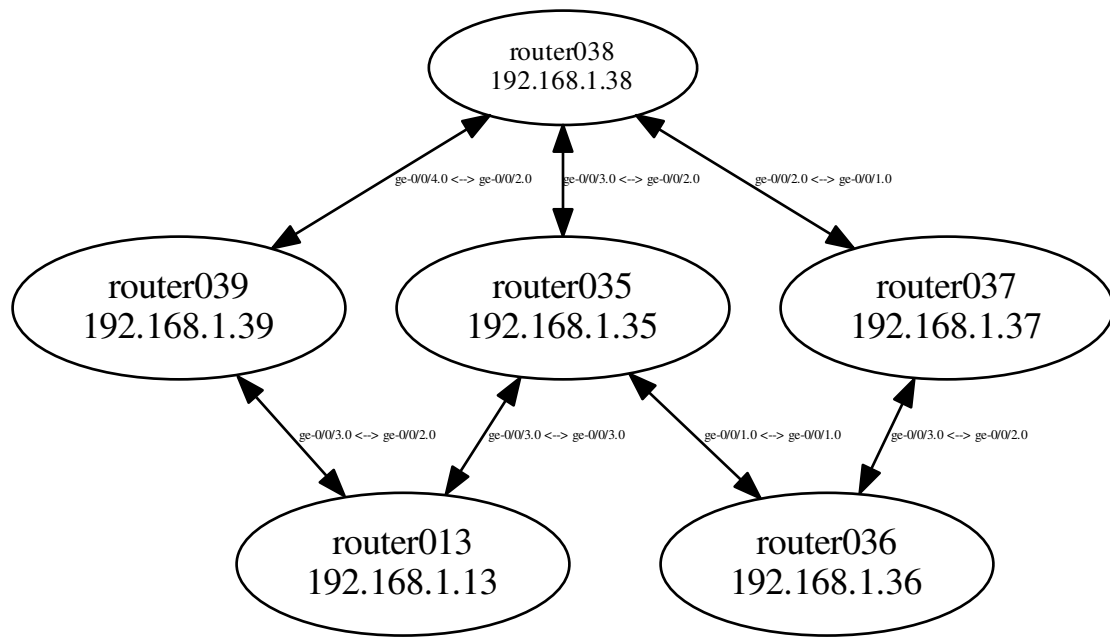 router038
192.168.1.38
ge-0/0/4.0 <--> ge-0/0/2.0
ge-0/0/3.0 <--> ge-0/0/2.0
ge-0/0/2.0 <--> ge-0/0/1.0
router039
192.168.1.39
router035
192.168.1.35
router037
192.168.1.37
ge-0/0/3.0 <--> ge-0/0/2.0
ge-0/0/3.0 <--> ge-0/0/3.0
ge-0/0/1.0 <--> ge-0/0/1.0
ge-0/0/3.0 <--> ge-0/0/2.0
router013
192.168.1.13
router036
192.168.1.36